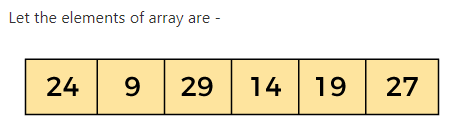 Let the elements of array are -
24 9 29 14 19 27